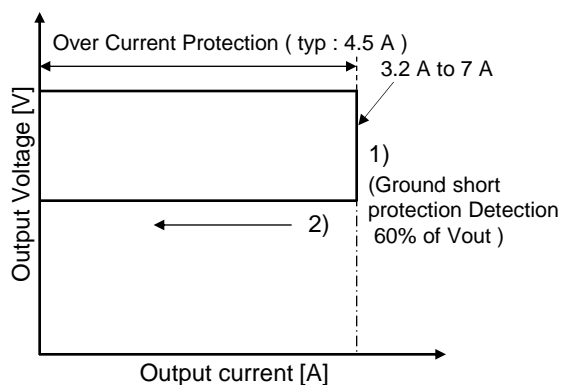 Over Current Protection ( typ : 4.5 A )
3.2 A to 7 A
Output Voltage [V]
1)
(Ground short
protection Detection
60% of Vout )
2)
Output current [A]